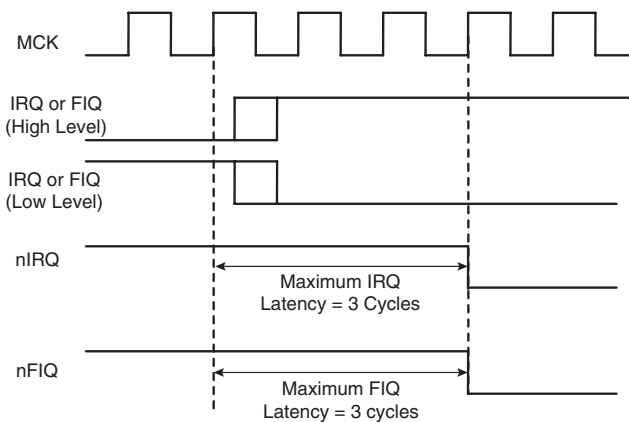 MCK
IRQ or FIQ
(High Level)
IRQ or FIQ
(Low Level)
nIRQ
Maximum IRQ
Latency = 3 Cycles
nFIQ
Maximum FIQ
Latency = 3 cycles